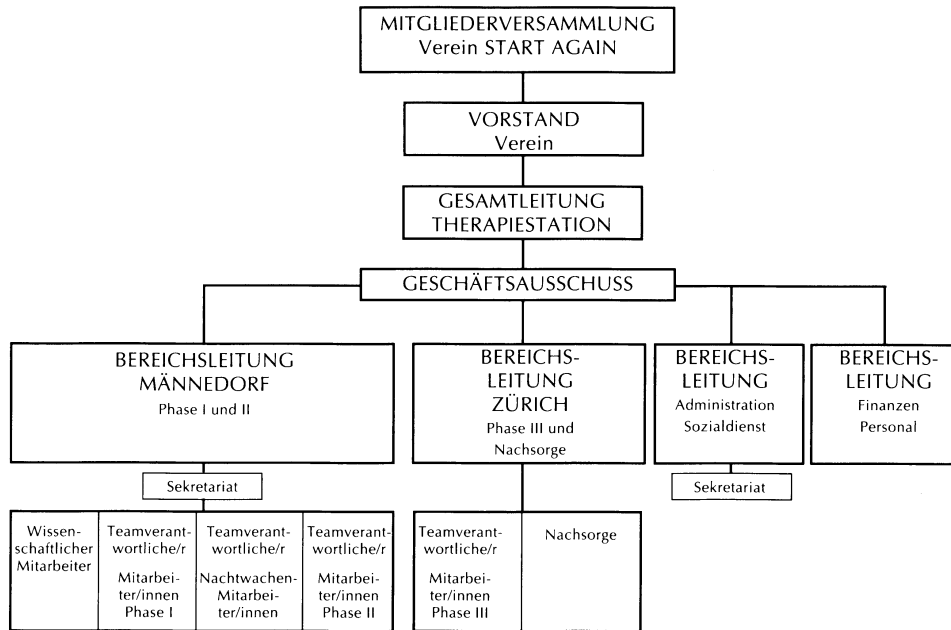 MITGLIEDERVERSAMMLUNG
Verein START AGAIN
VORSTAND
Verein
GESAMTLEITUNG
THERAPIESTATION
GESCHÄFTSAUSSCHUSS
BEREICHSLEITUNG
MÄNNEDORF
Phase I und II
BEREICHS-
LEITUNG
ZÜRICH
Phase III und
Nachsorge
BEREICHS-
LEITUNG
Administration
Sozialdienst
BEREICHS-
LEITUNG
Finanzen
Personal
Sekretariat
Sekretariat
Wissen-
schaftlicher
Mitarbeiter
Teamverant-
wortliche/r
Mitarbei-
ter/innen
Phase I
Teamverant-
wortliche/r
Nachtwachen-
Mitarbei-
ter/innen
Teamverant-
wortliche/r
Mitarbei-
ter/innen
Phase II
Teamverant-
wortliche/r
Mitarbei-
ter/innen
Phase III
Nachsorge